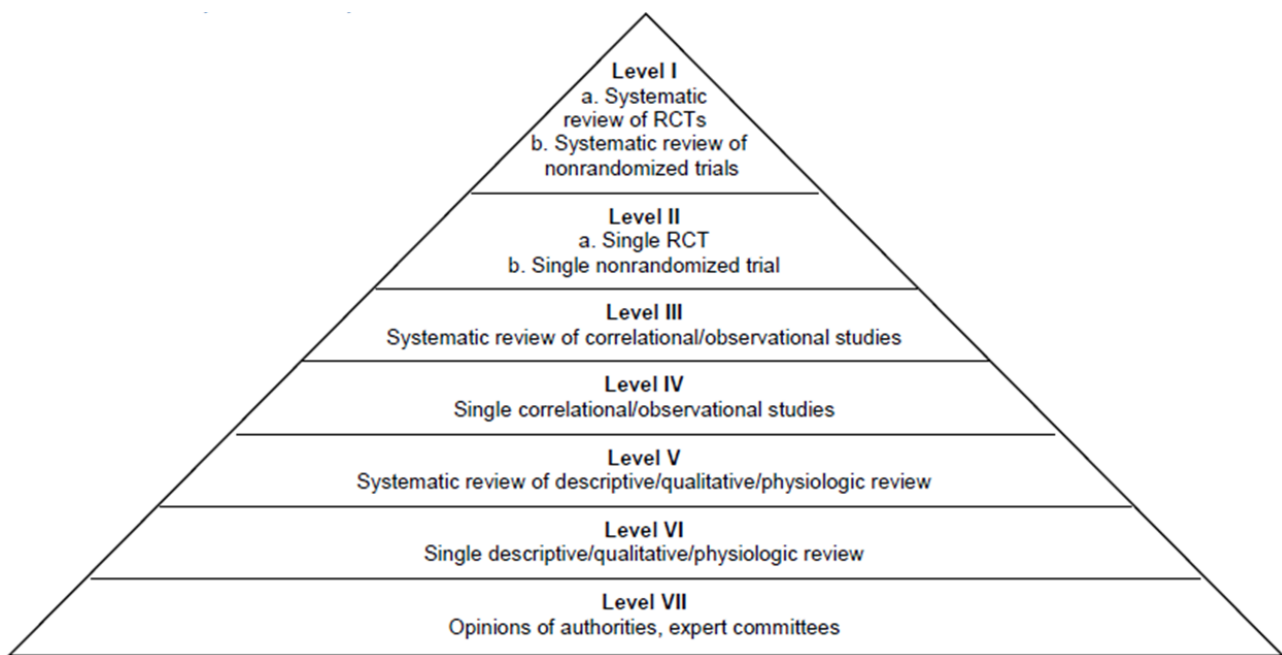 Level I
a. Systematic
review of RCTs
b. Systematic review of
nonrandomized trials
Level II
a. Single RCT
b. Single nonrandomized trial
Level III
Systematic review of correlational/observational studies
Level IV
Single correlational/observational studies
Level V
Systematic review of descriptive/qualitative/physiologic review
Level VI
Single descriptive/qualitative/physiologic review
Level VII
Opinions of authorities, expert committees